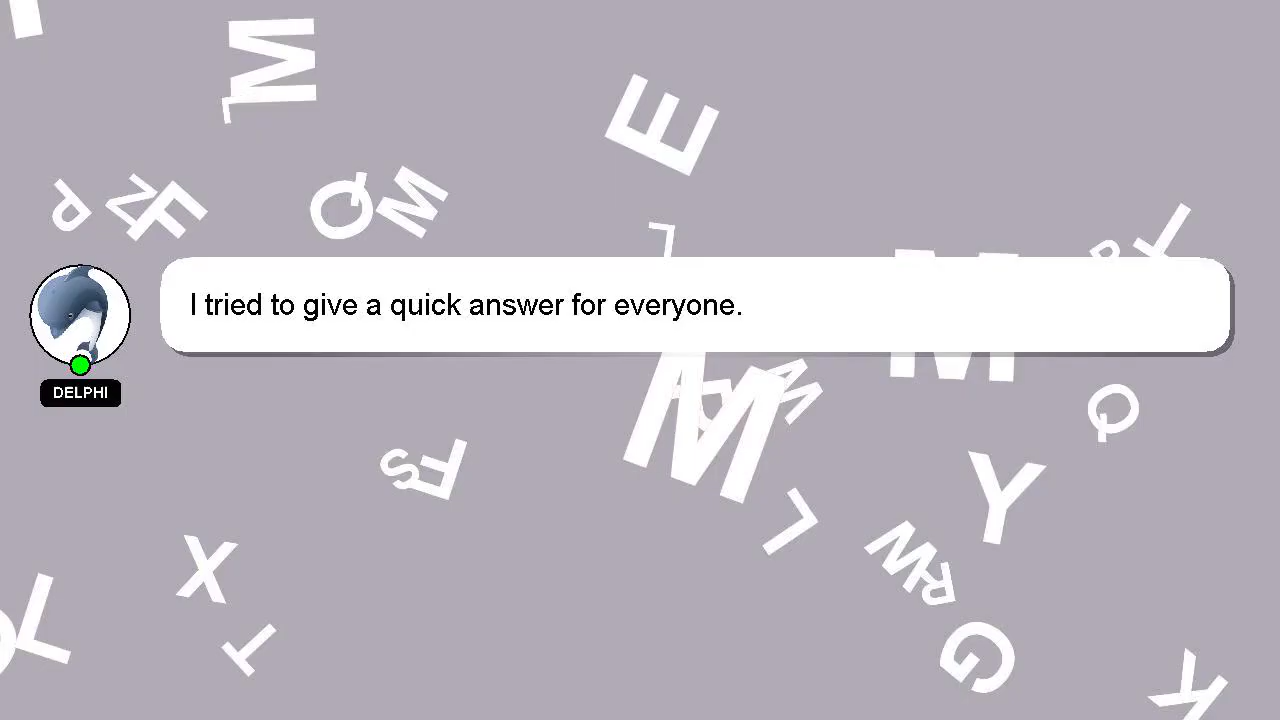 I tried to give a quick answer for everyone.
DELPHI
M
L
E
P
Z
F
Q
M
L
R
T
M
M
W
Q
S
F
Y
L
X
W
R
T
G
K